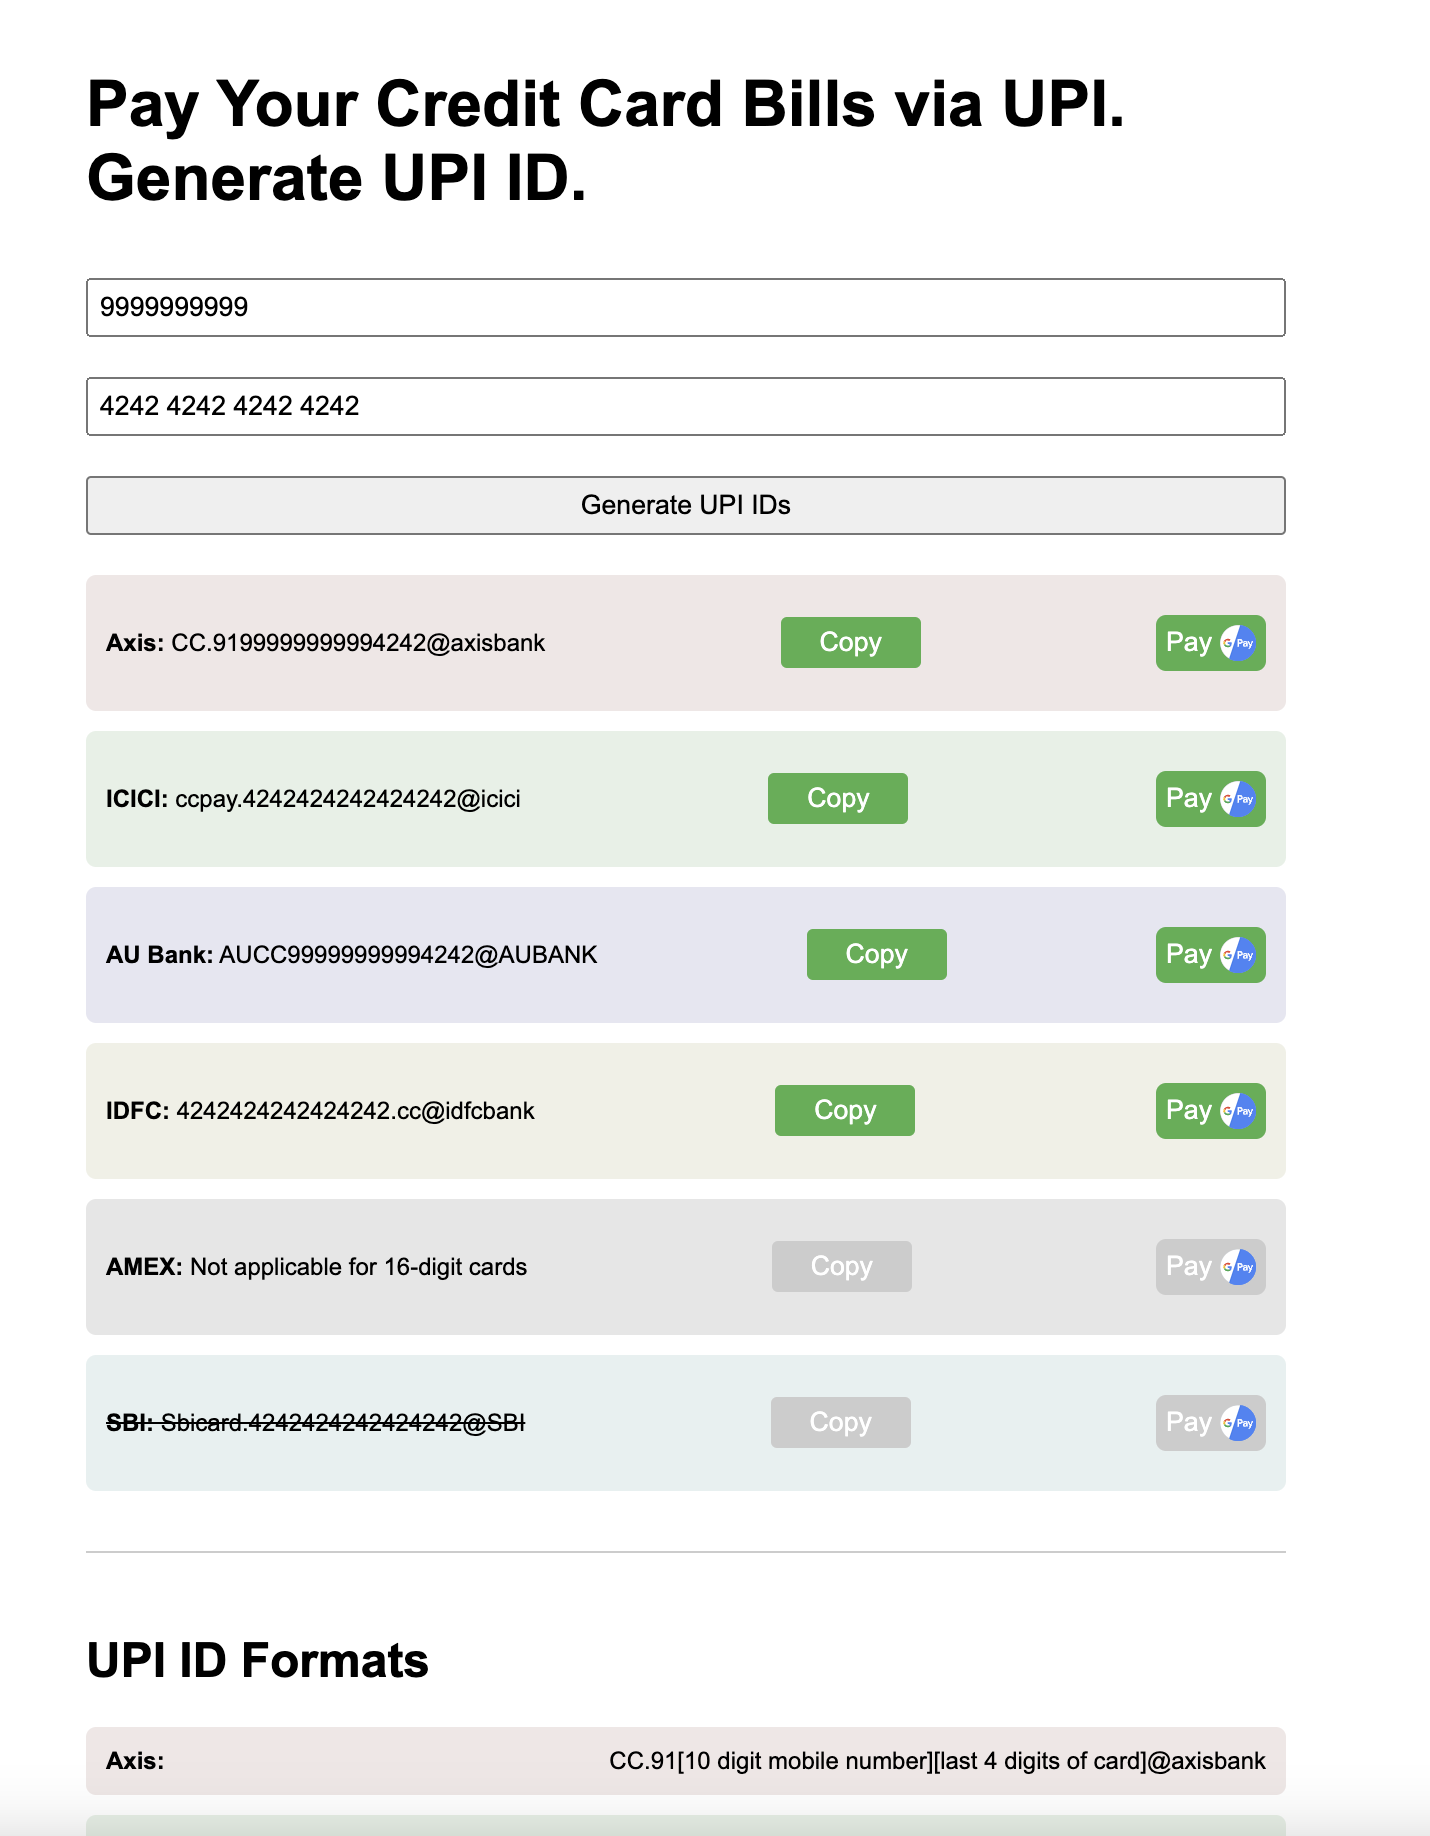 Pay Your Credit Card Bills via UPI.
Generate UPI ID.
9999999999
4242 4242 4242 4242
Generate UPI IDs
Axis: CC.9199999999994242@axisbank Copy Pay G Pay
ICICI: ccpay.4242424242424242@icici Copy Pay G Pay
AU Bank: AUCC99999999994242@AUBANK Copy Pay G Pay
IDFC: 4242424242424242.cc@idfcbank Copy Pay G Pay
AMEX: Not applicable for 16-digit cards Copy Pay G Pay
SBI: Sbicard.4242424242424242@SBI Copy Pay G Pay
UPI ID Formats
Axis: CC.91[10 digit mobile number][last 4 digits of card]@axisbank